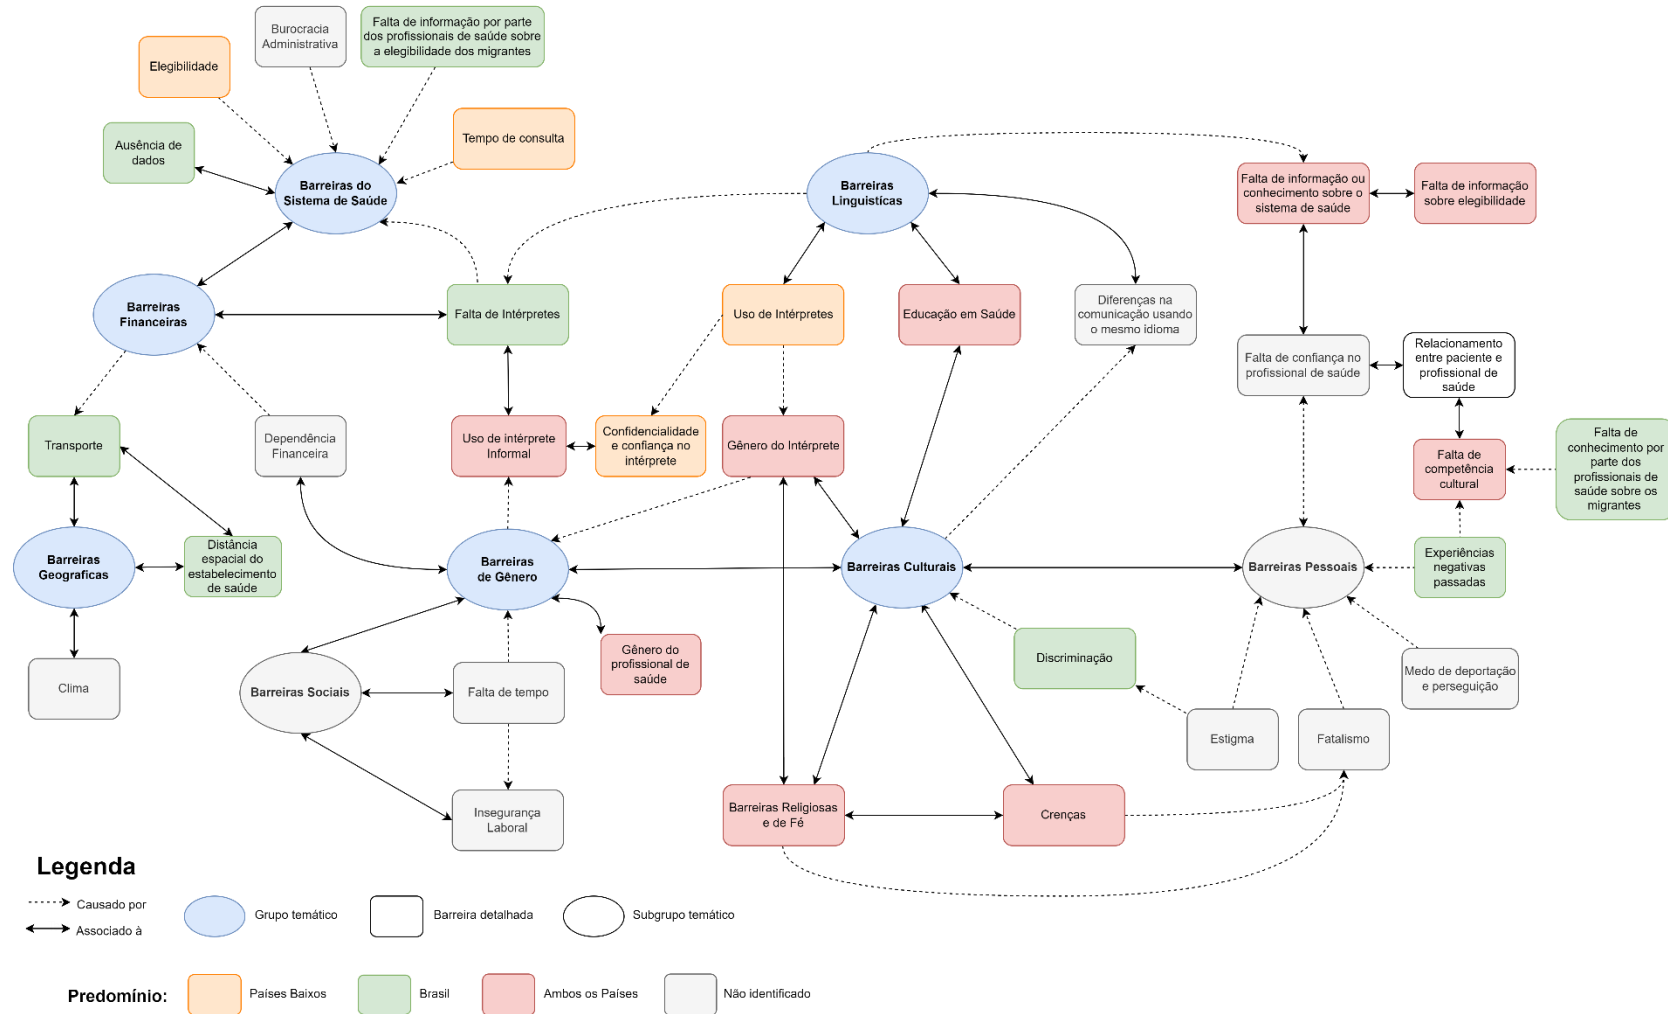 Burocracia
Administrativa
Falta de informação por parte
dos profissionais de saúde sobre
a elegibilidade dos migrantes
Elegibilidade
Tempo de consulta
Ausência de
dados
Barreiras do
Sistema de Saúde
Barreiras
Linguistícas
Falta de informação ou
conhecimento sobre o
sistema de saúde
Falta de informação
sobre elegibilidade
Barreiras
Financeiras
Falta de Intérpretes
Uso de Intérpretes
Educação em Saúde
Diferenças na
comunicação usando
o mesmo idioma
Falta de confiança no
profissional de saúde
Relacionamento
entre paciente e
profissional de
saúde
Transporte
Dependência
Financeira
Uso de intérprete
Informal
Confidencialidade
e confiança no
intérprete
Gênero do Intérprete
Falta de
competência
cultural
Falta de
conhecimento por
parte dos
profissionais de
saúde sobre os
migrantes
Barreiras
Geograficas
Distância
espacial do
estabelecimento
de saúde
Barreiras
de Gênero
Barreiras Culturais
Barreiras Pessoais
Experiências
negativas
passadas
Barreiras Sociais
Falta de tempo
Gênero do
profissional de
saúde
Discriminação
Medo de deportação
e perseguição
Clima
Estigma
Fatalismo
Insegurança
Laboral
Barreiras Religiosas
e de Fé
Crenças
Legenda
Causado por
Associado à
Grupo temático
Barreira detalhada
Subgrupo temático
Predomínio:
Países Baixos
Brasil
Ambos os Países
Não identificado